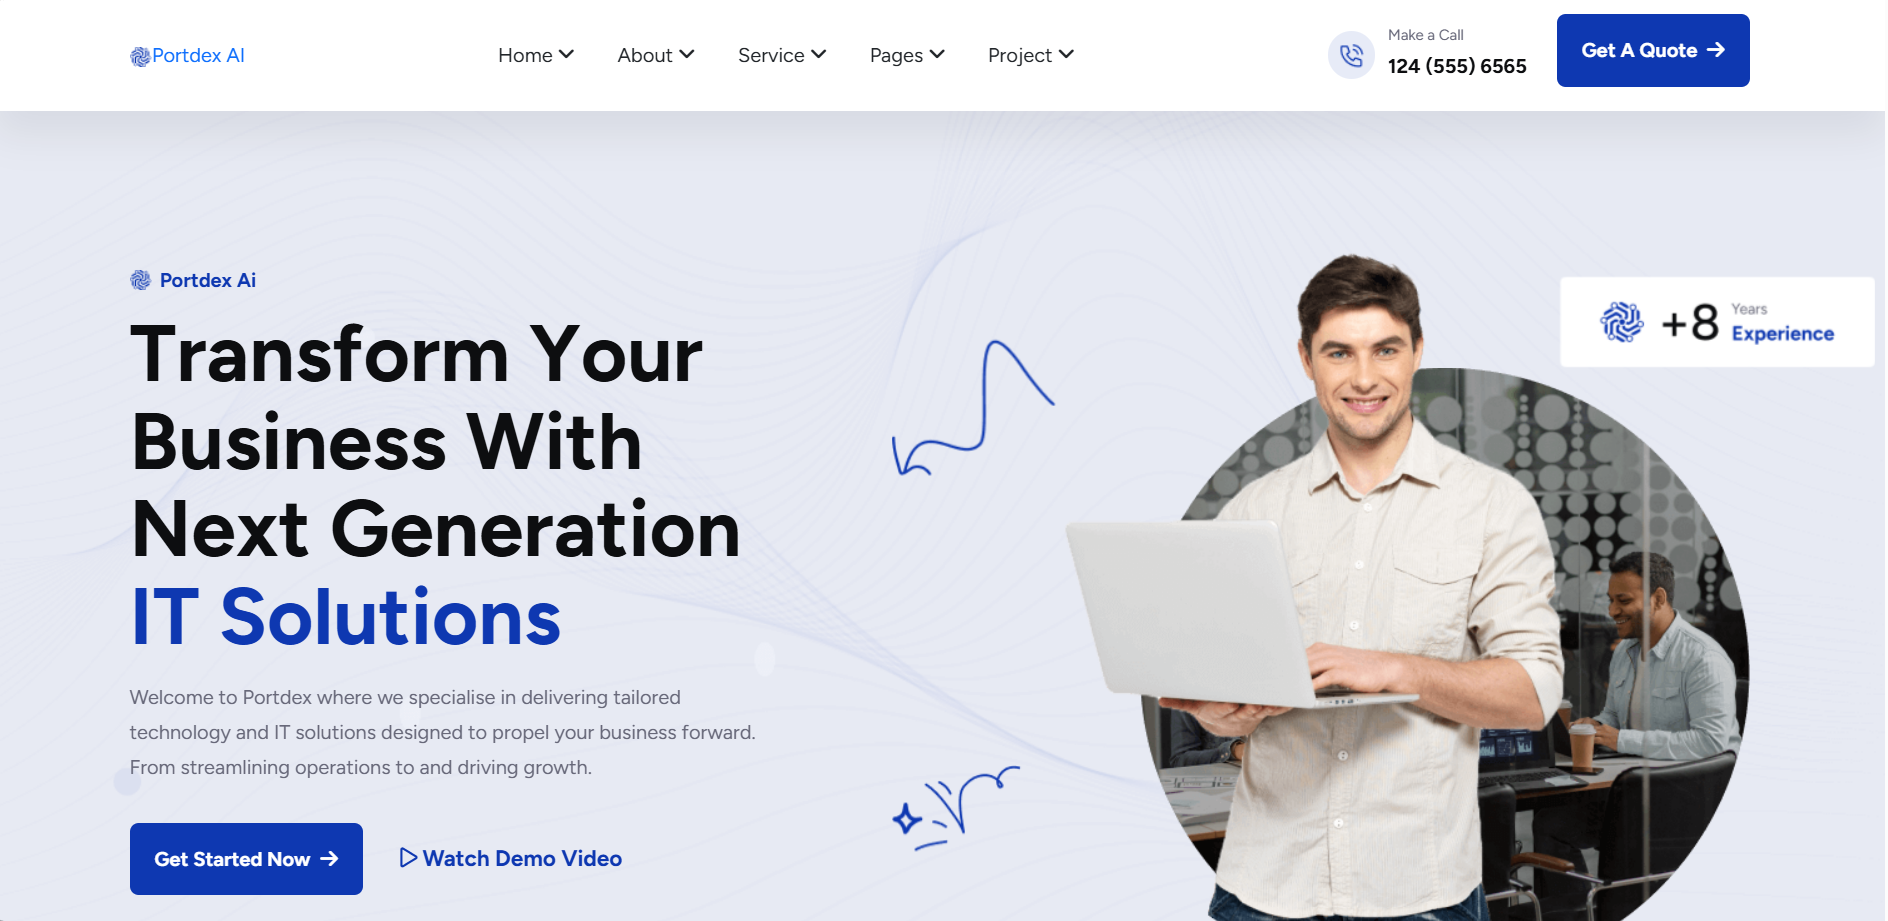 Portdex AI
Home
About
Service
Pages
Project
Make a Call
124 (555) 6565
Get A Quote
Portdex Ai
Transform Your
Business With
Next Generation
IT Solutions
Welcome to Portdex where we specialise in delivering tailored
technology and IT solutions designed to propel your business forward.
From streamlining operations to and driving growth.
Get Started Now
Watch Demo Video
+8
Years
Experience